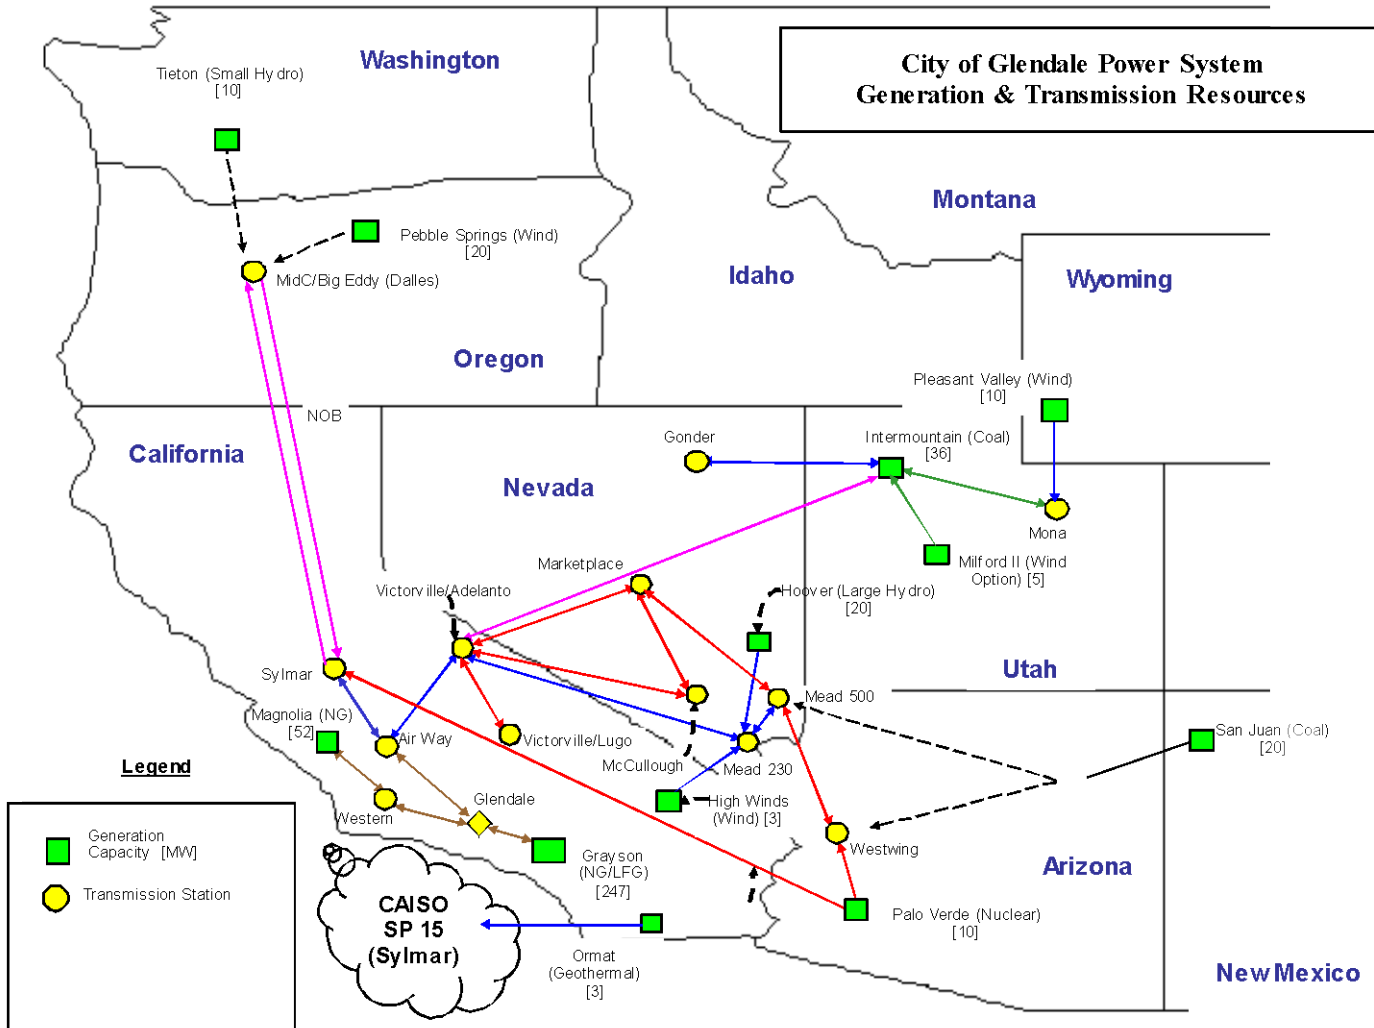 City of Glendale Power System
Generation & Transmission Resources
Washington
Tieton (Small Hydro)
[10]
Montana
Pebble Springs (Wind)
[20]
MidC/Big Eddy (Dalles)
Idaho
Wyoming
Oregon
Pleasant Valley (Wind)
[10]
NOB
California
Gonder
Intermountain (Coal)
[36]
Nevada
Mona
Marketplace
Milford II (Wind
Option) [5]
Victorville/Adelanto
Hoover (Large Hydro)
[20]
Sylmar
Utah
Mead 500
Magnolia (NG)
[52]
Air Way
Victorville/Lugo
San Juan (Coal)
[20]
McCullough
Mead 230
Legend
Western
Glendale
High Winds
(Wind) [3]
Westwing
Generation
Capacity [MW]
Grayson
(NG/LFG)
[247]
Arizona
Transmission Station
CAISO
SP 15
(Sylmar)
Palo Verde (Nuclear)
[10]
Ormat
(Geothermal)
[3]
New Mexico